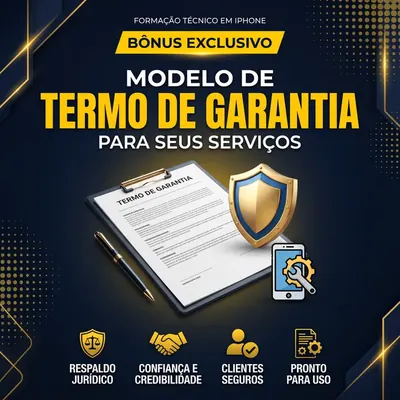 FORMAÇÃO TÉCNICO EM IPHONE
BÔNUS EXCLUSIVO
MODELO DE
TERMO DE GARANTIA
PARA SEUS SERVIÇOS
TERMO DE GARANTIA
RESPALDO
JURÍDICO
CONFIANÇA E
CREDIBILIDADE
CLIENTES
SEGUROS
PRONTO
PARA USO